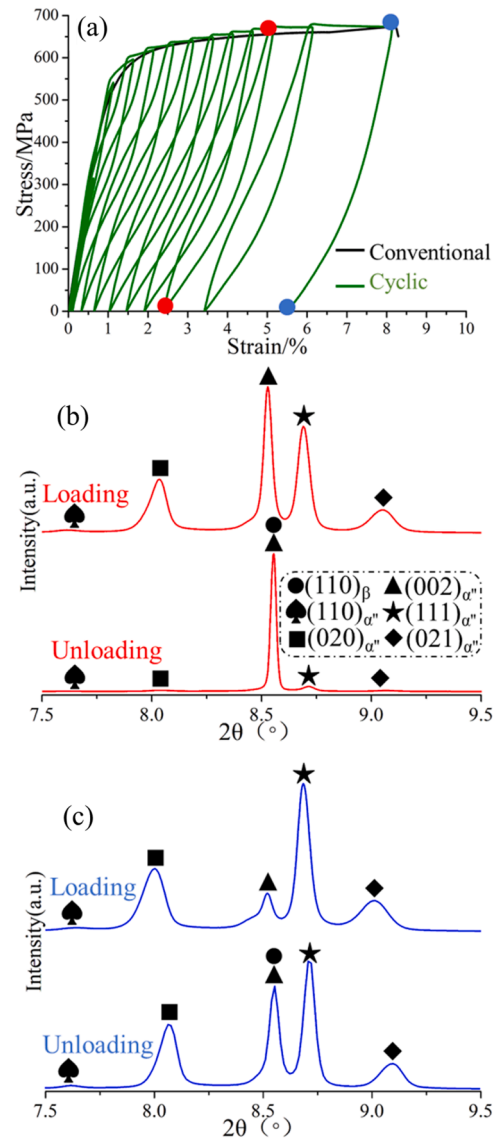 (a)
700
600
500
400
300
200
100
0
Stress/MPa
Conventional
Cyclic
0 1 2 3 4 5 6 7 8 9 10
Strain/%
(b)
Loading
Intensity(a.u.)
(110)β (002)α"
(110)α" (111)α"
(020)α" (021)α"
Unloading
7.5 8.0 8.5 9.0 9.5
2θ（°）
(c)
Loading
Intensity(a.u.)
Unloading
7.5 8.0 8.5 9.0 9.5
2θ（°）